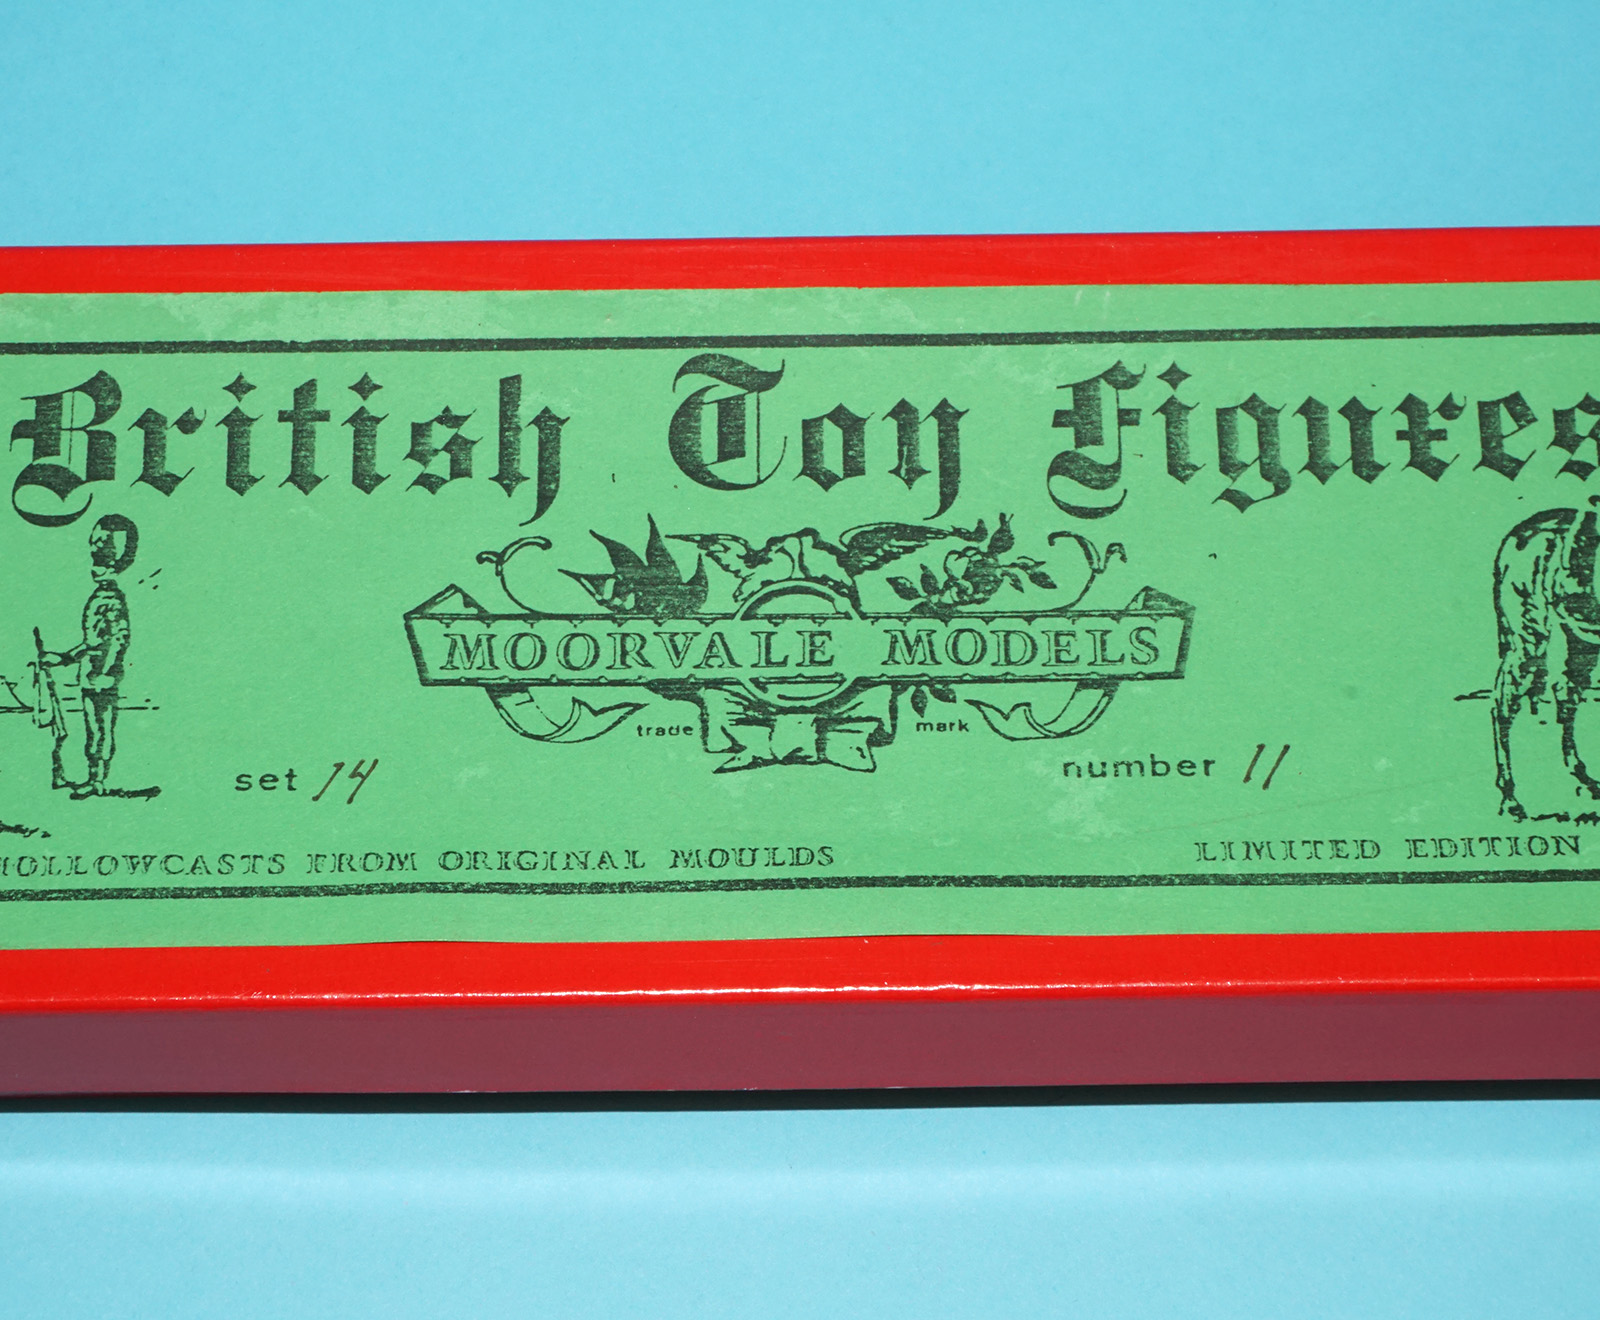 British Toy Figures
MOORVALE MODELS
trade mark
set 14 number 11
HOLLOWCASTS FROM ORIGINAL MOULDS LIMITED EDITION